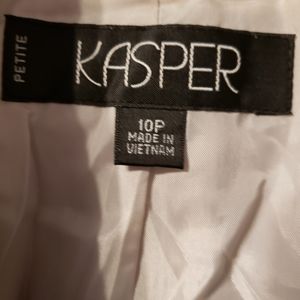 PETITE
KASPER
10P
MADE IN
VIETNAM